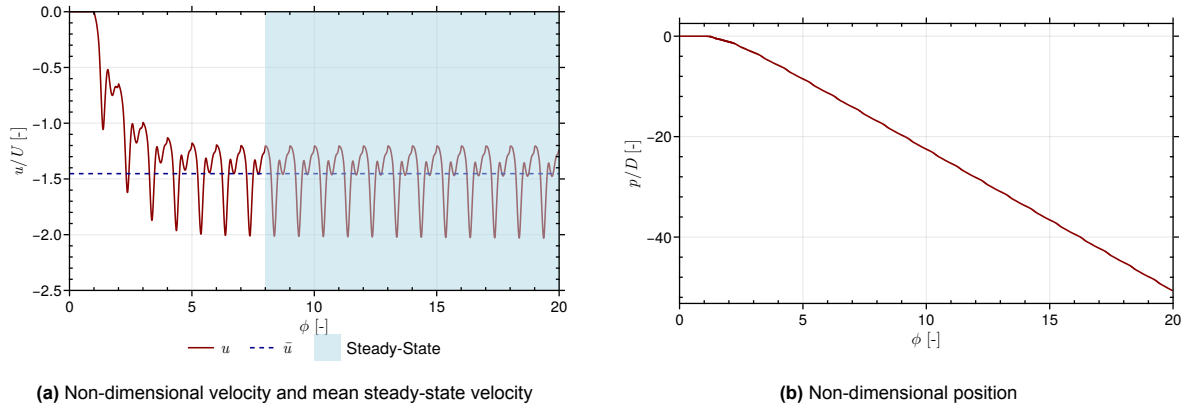 0.0
−0.5
−1.0
−1.5
−2.0
−2.5
u/U [-]
0 5 10 15 20
ϕ [-]
u ū Steady-State
(a) Non-dimensional velocity and mean steady-state velocity
0
−20
−40
p/D [-]
0 5 10 15 20
ϕ [-]
(b) Non-dimensional position